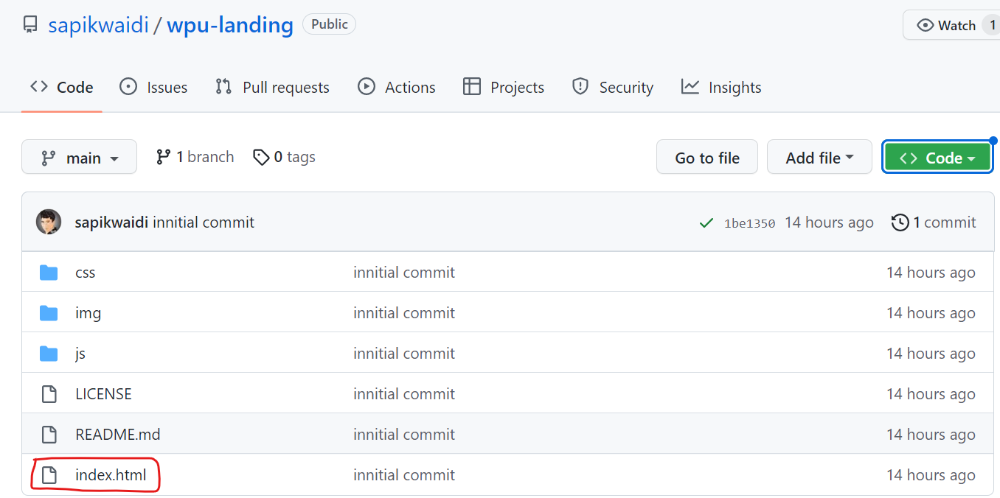 sapikwaidi / wpu-landing Public Watch 1
Code Issues Pull requests Actions Projects Security Insights
main 1 branch 0 tags Go to file Add file Code
sapikwaidi innitial commit 1be1350 14 hours ago 1 commit
css innitial commit 14 hours ago
img innitial commit 14 hours ago
js innitial commit 14 hours ago
LICENSE innitial commit 14 hours ago
README.md innitial commit 14 hours ago
index.html innitial commit 14 hours ago